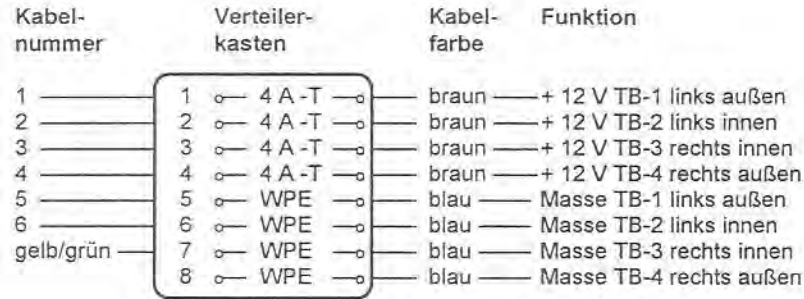 Kabel- Verteiler- Kabel- Funktion
nummer kasten farbe
1 1 4 A -T braun + 12 V TB-1 links außen
2 2 4 A -T braun + 12 V TB-2 links innen
3 3 4 A -T braun + 12 V TB-3 rechts innen
4 4 4 A -T braun + 12 V TB-4 rechts außen
5 5 WPE blau Masse TB-1 links außen
6 6 WPE blau Masse TB-2 links innen
gelb/grün 7 WPE blau Masse TB-3 rechts innen
8 WPE blau Masse TB-4 rechts außen